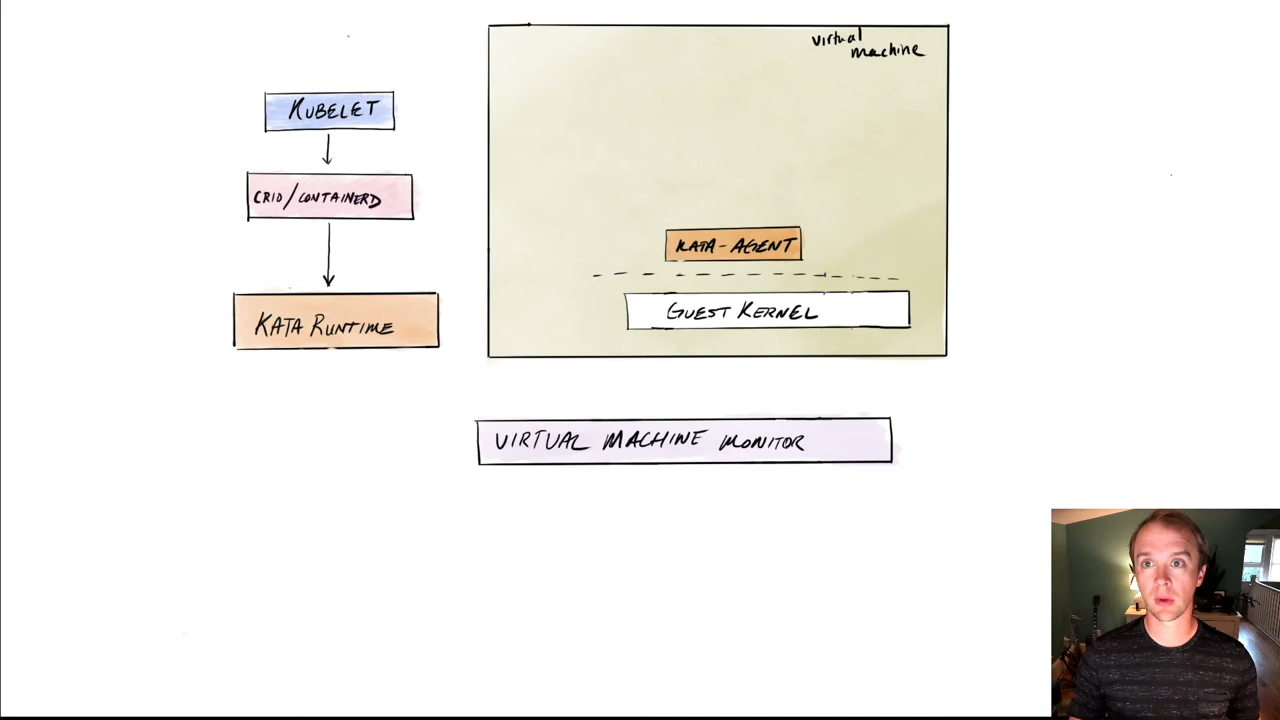 virtual
machine
KUBELET
CRIO/CONTAINERD
KATA-AGENT
GUEST KERNEL
KATA RUNTIME
VIRTUAL MACHINE MONITOR